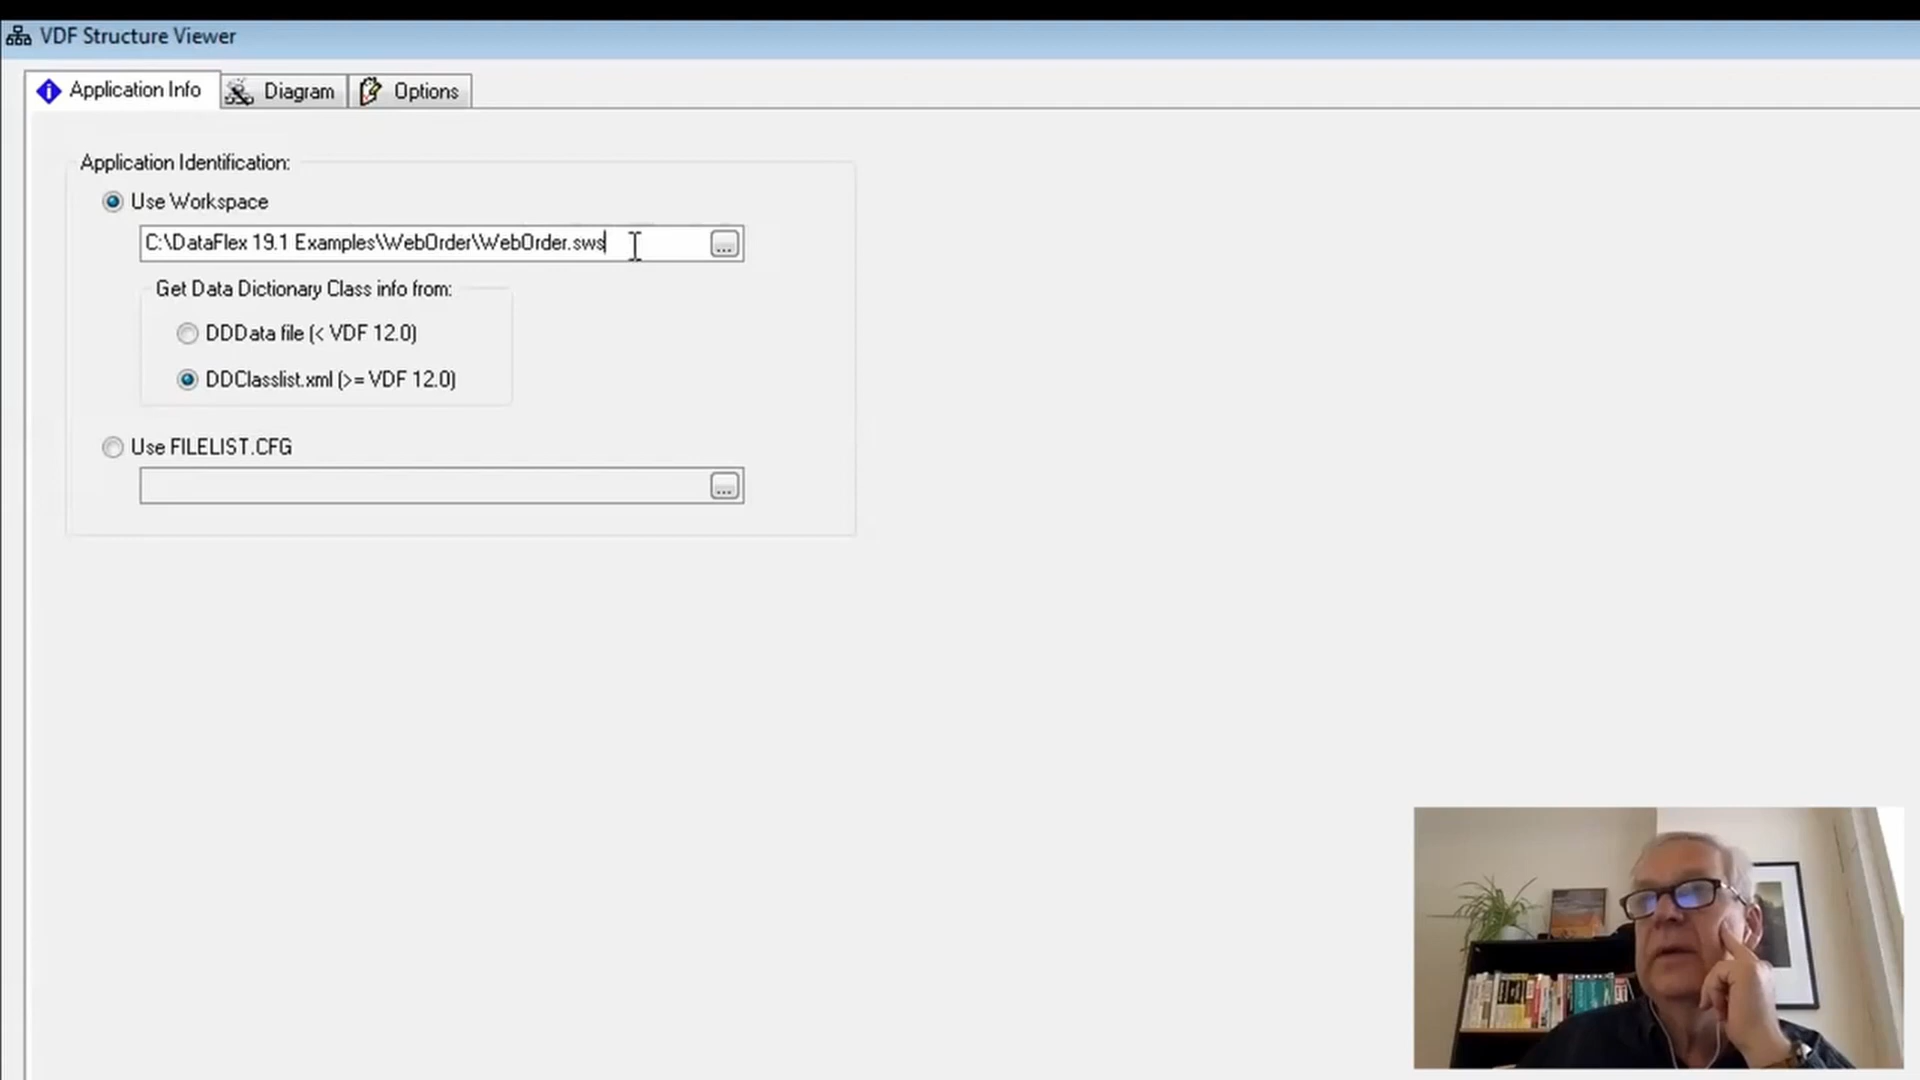 VDF Structure Viewer
Application Info
Diagram
Options
Application Identification:
Use Workspace
C:\DataFlex 19.1 Examples\WebOrder\WebOrder.sws
...
Get Data Dictionary Class info from:
DDData file (< VDF 12.0)
DDClasslist.xml (>= VDF 12.0)
Use FILELIST.CFG
...